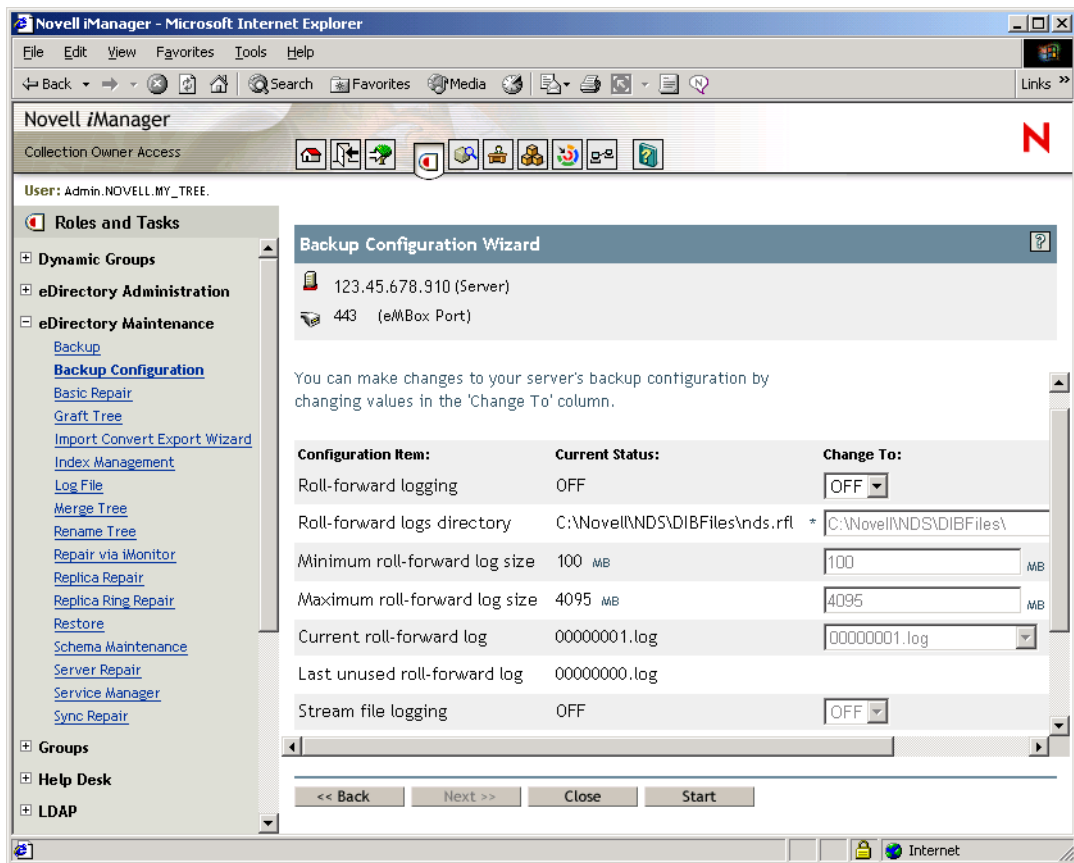 Novell iManager - Microsoft Internet Explorer
File Edit View Favorites Tools Help
Back Search Favorites Media Links »
Novell iManager
Collection Owner Access
N
User: Admin.NOVELL.MY_TREE.
Roles and Tasks
Dynamic Groups
eDirectory Administration
eDirectory Maintenance
Backup
Backup Configuration
Basic Repair
Graft Tree
Import Convert Export Wizard
Index Management
Log File
Merge Tree
Rename Tree
Repair via iMonitor
Replica Repair
Replica Ring Repair
Restore
Schema Maintenance
Server Repair
Service Manager
Sync Repair
Groups
Help Desk
LDAP
Backup Configuration Wizard ?
123.45.678.910 (Server)
443 (eMBox Port)
You can make changes to your server's backup configuration by
changing values in the 'Change To' column.
Configuration Item: Current Status: Change To:
Roll-forward logging OFF OFF
Roll-forward logs directory C:\Novell\NDS\DIBFiles\nds.rfl * C:\Novell\NDS\DIBFiles\
Minimum roll-forward log size 100 MB 100 MB
Maximum roll-forward log size 4095 MB 4095 MB
Current roll-forward log 00000001.log 00000001.log
Last unused roll-forward log 00000000.log
Stream file logging OFF OFF
<< Back Next >> Close Start
Internet